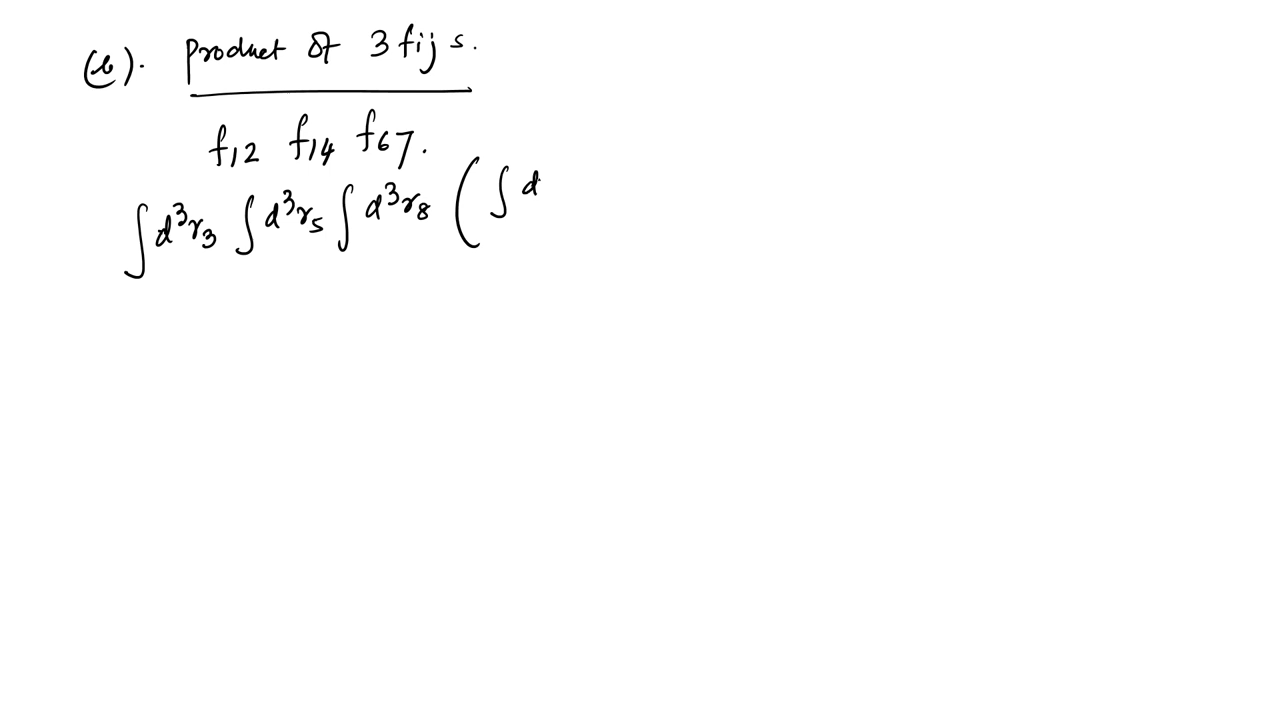 (b). Product of 3 fij s.
f₁₂ f₁₄ f₆₇.
∫d³r₃ ∫d³r₅ ∫d³r₈ (∫d